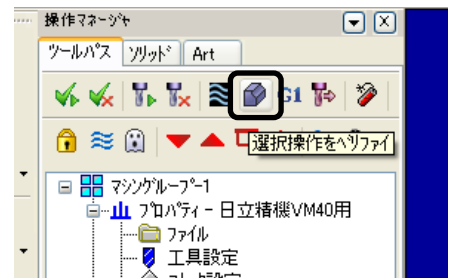 操作マネージャ
ツールパス ソリッド Art
G1
選択操作をベリファイ
マシングループ-1
プロパティ - 日立精機VM40用
ファイル
工具設定